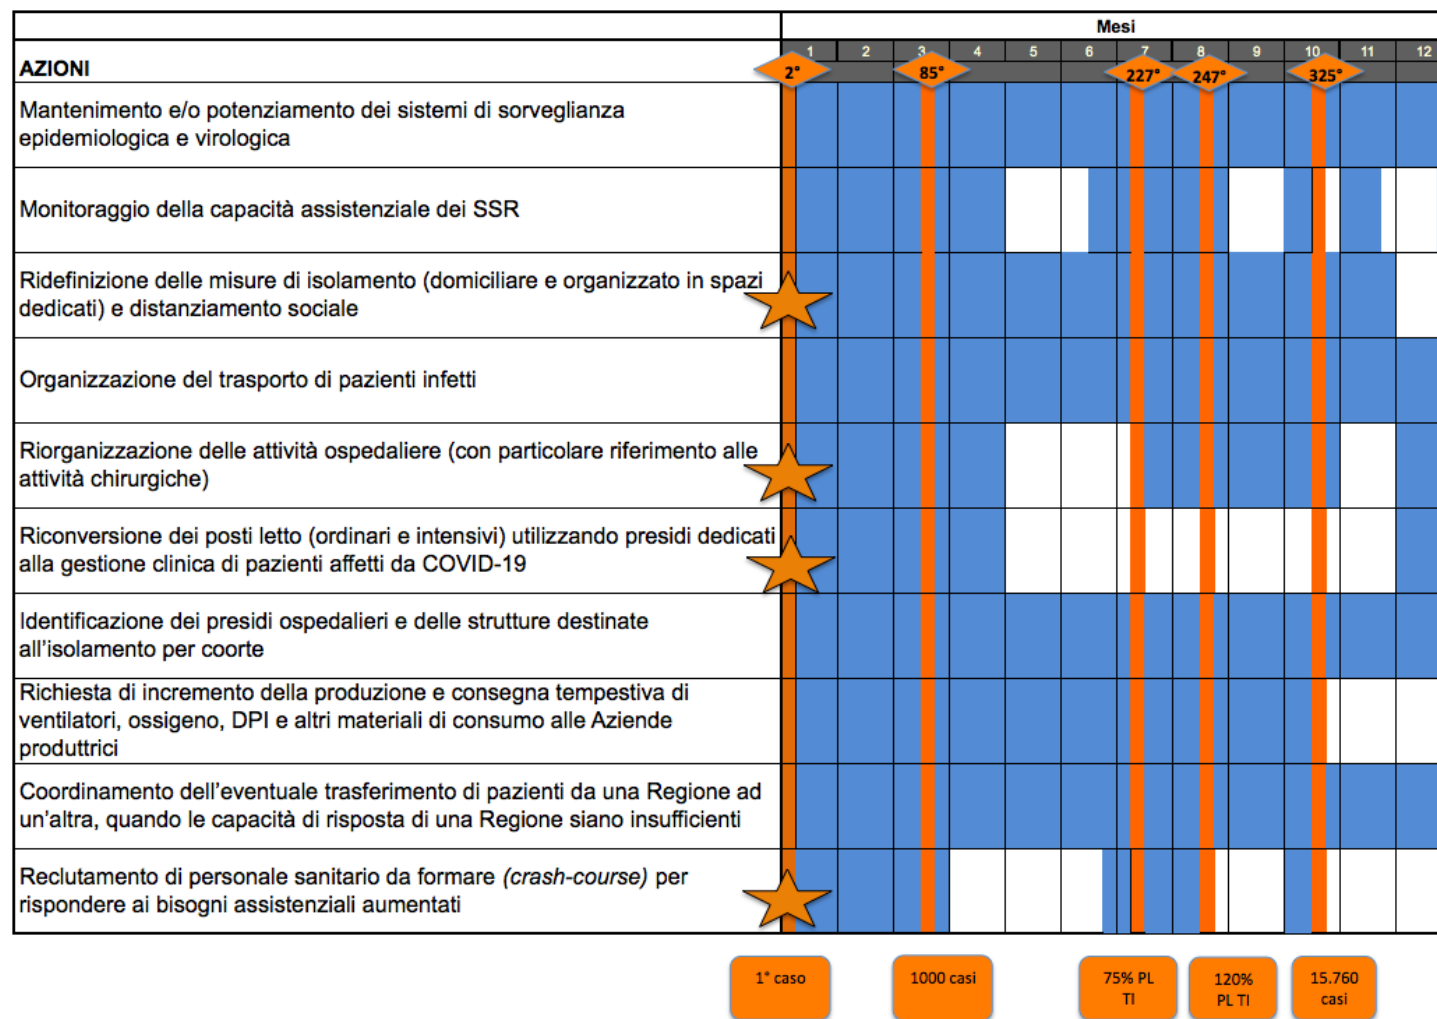 Mesi
AZIONI
1 2 3 4 5 6 7 8 9 10 11 12
2° 85° 227° 247° 325°
Mantenimento e/o potenziamento dei sistemi di sorveglianza
epidemiologica e virologica
Monitoraggio della capacità assistenziale dei SSR
Ridefinizione delle misure di isolamento (domiciliare e organizzato in spazi
dedicati) e distanziamento sociale
Organizzazione del trasporto di pazienti infetti
Riorganizzazione delle attività ospedaliere (con particolare riferimento alle
attività chirurgiche)
Riconversione dei posti letto (ordinari e intensivi) utilizzando presidi dedicati
alla gestione clinica di pazienti affetti da COVID-19
Identificazione dei presidi ospedalieri e delle strutture destinate
all'isolamento per coorte
Richiesta di incremento della produzione e consegna tempestiva di
ventilatori, ossigeno, DPI e altri materiali di consumo alle Aziende
produttrici
Coordinamento dell'eventuale trasferimento di pazienti da una Regione ad
un'altra, quando le capacità di risposta di una Regione siano insufficienti
Reclutamento di personale sanitario da formare (crash-course) per
rispondere ai bisogni assistenziali aumentati
1° caso
1000 casi
75% PL
TI
120%
PL TI
15.760
casi